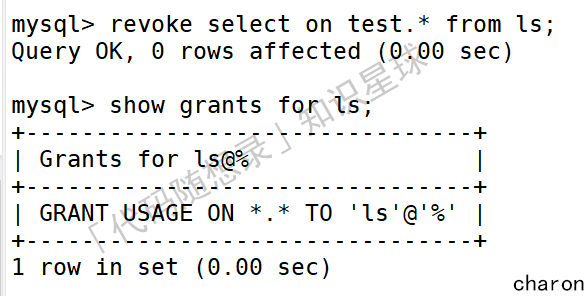 mysql> revoke select on test.* from ls;
Query OK, 0 rows affected (0.00 sec)
mysql> show grants for ls;
+--------------------------------+
| Grants for ls@% |
+--------------------------------+
| GRANT USAGE ON *.* TO 'ls'@'%' |
+--------------------------------+
1 row in set (0.00 sec)
「代码随想录」知识星球
charon